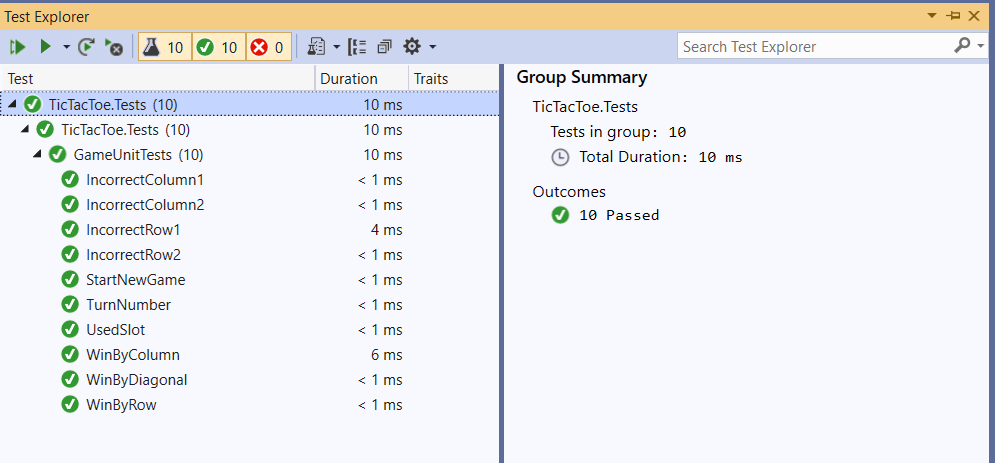 Test Explorer
10 10 0
Search Test Explorer
Test Duration Traits
TicTacToe.Tests (10) 10 ms
TicTacToe.Tests (10) 10 ms
GameUnitTests (10) 10 ms
IncorrectColumn1 < 1 ms
IncorrectColumn2 < 1 ms
IncorrectRow1 4 ms
IncorrectRow2 < 1 ms
StartNewGame < 1 ms
TurnNumber < 1 ms
UsedSlot < 1 ms
WinByColumn 6 ms
WinByDiagonal < 1 ms
WinByRow < 1 ms
Group Summary
TicTacToe.Tests
Tests in group: 10
Total Duration: 10 ms
Outcomes
10 Passed